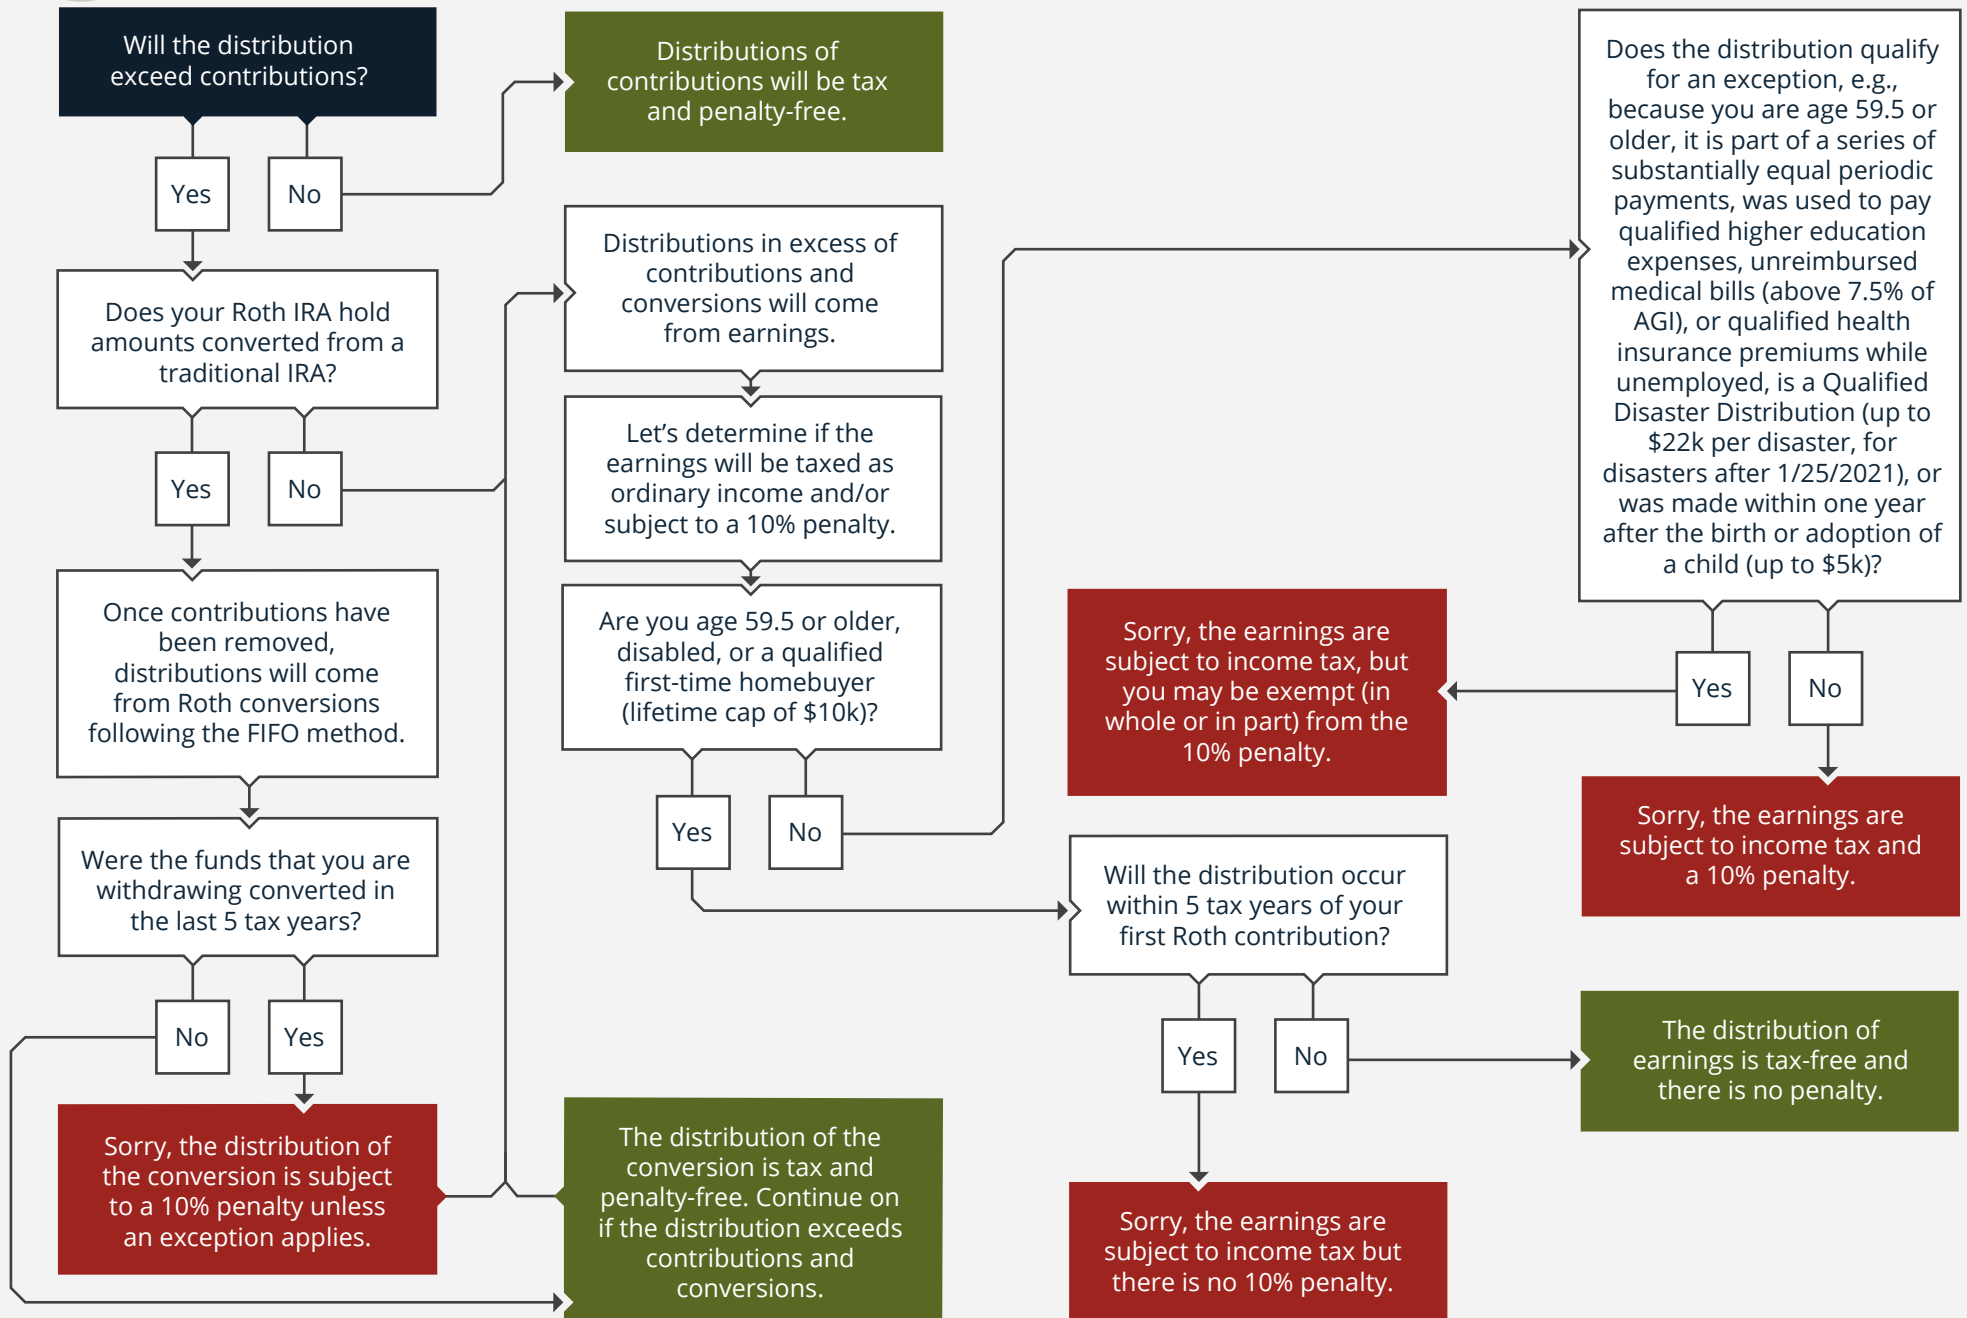 Will the distribution
exceed contributions?
Yes
No
Distributions of
contributions will be tax
and penalty-free.
Does your Roth IRA hold
amounts converted from a
traditional IRA?
Yes
No
Once contributions have
been removed,
distributions will come
from Roth conversions
following the FIFO method.
Were the funds that you are
withdrawing converted in
the last 5 tax years?
No
Yes
Sorry, the distribution of
the conversion is subject
to a 10% penalty unless
an exception applies.
The distribution of the
conversion is tax and
penalty-free. Continue on
if the distribution exceeds
contributions and
conversions.
Distributions in excess of
contributions and
conversions will come
from earnings.
Let’s determine if the
earnings will be taxed as
ordinary income and/or
subject to a 10% penalty.
Are you age 59.5 or older,
disabled, or a qualified
first-time homebuyer
(lifetime cap of $10k)?
Yes
No
Will the distribution occur
within 5 tax years of your
first Roth contribution?
Yes
No
Sorry, the earnings are
subject to income tax but
there is no 10% penalty.
The distribution of
earnings is tax-free and
there is no penalty.
Does the distribution qualify
for an exception, e.g.,
because you are age 59.5 or
older, it is part of a series of
substantially equal periodic
payments, was used to pay
qualified higher education
expenses, unreimbursed
medical bills (above 7.5% of
AGI), or qualified health
insurance premiums while
unemployed, is a Qualified
Disaster Distribution (up to
$22k per disaster, for
disasters after 1/25/2021), or
was made within one year
after the birth or adoption of
a child (up to $5k)?
Yes
No
Sorry, the earnings are
subject to income tax, but
you may be exempt (in
whole or in part) from the
10% penalty.
Sorry, the earnings are
subject to income tax and
a 10% penalty.